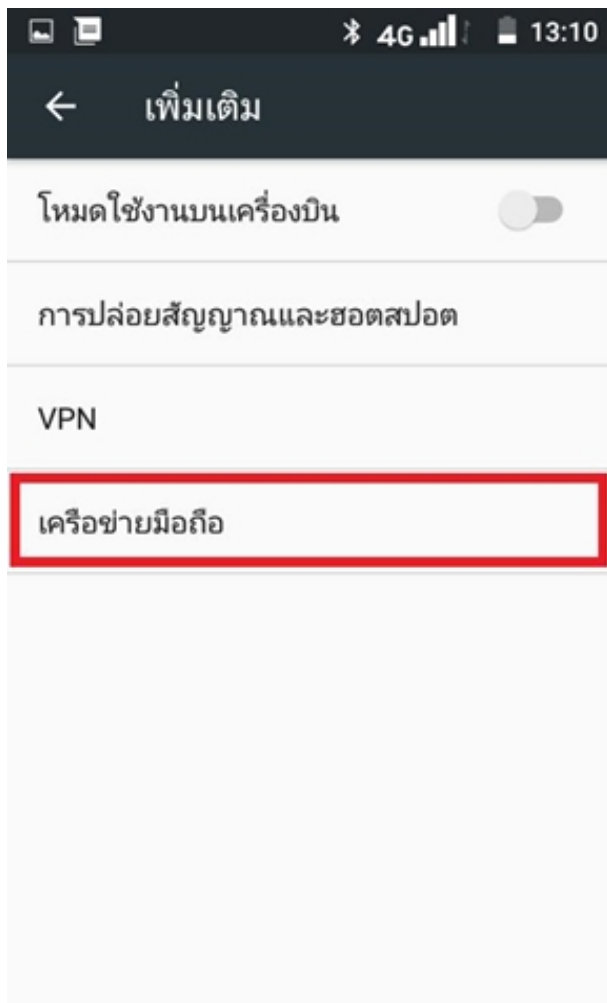 4G 13:10
เพิ่มเติม
โหมดใช้งานบนเครื่องบิน
การปล่อยสัญญาณและฮอตสปอต
VPN
เครือข่ายมือถือ